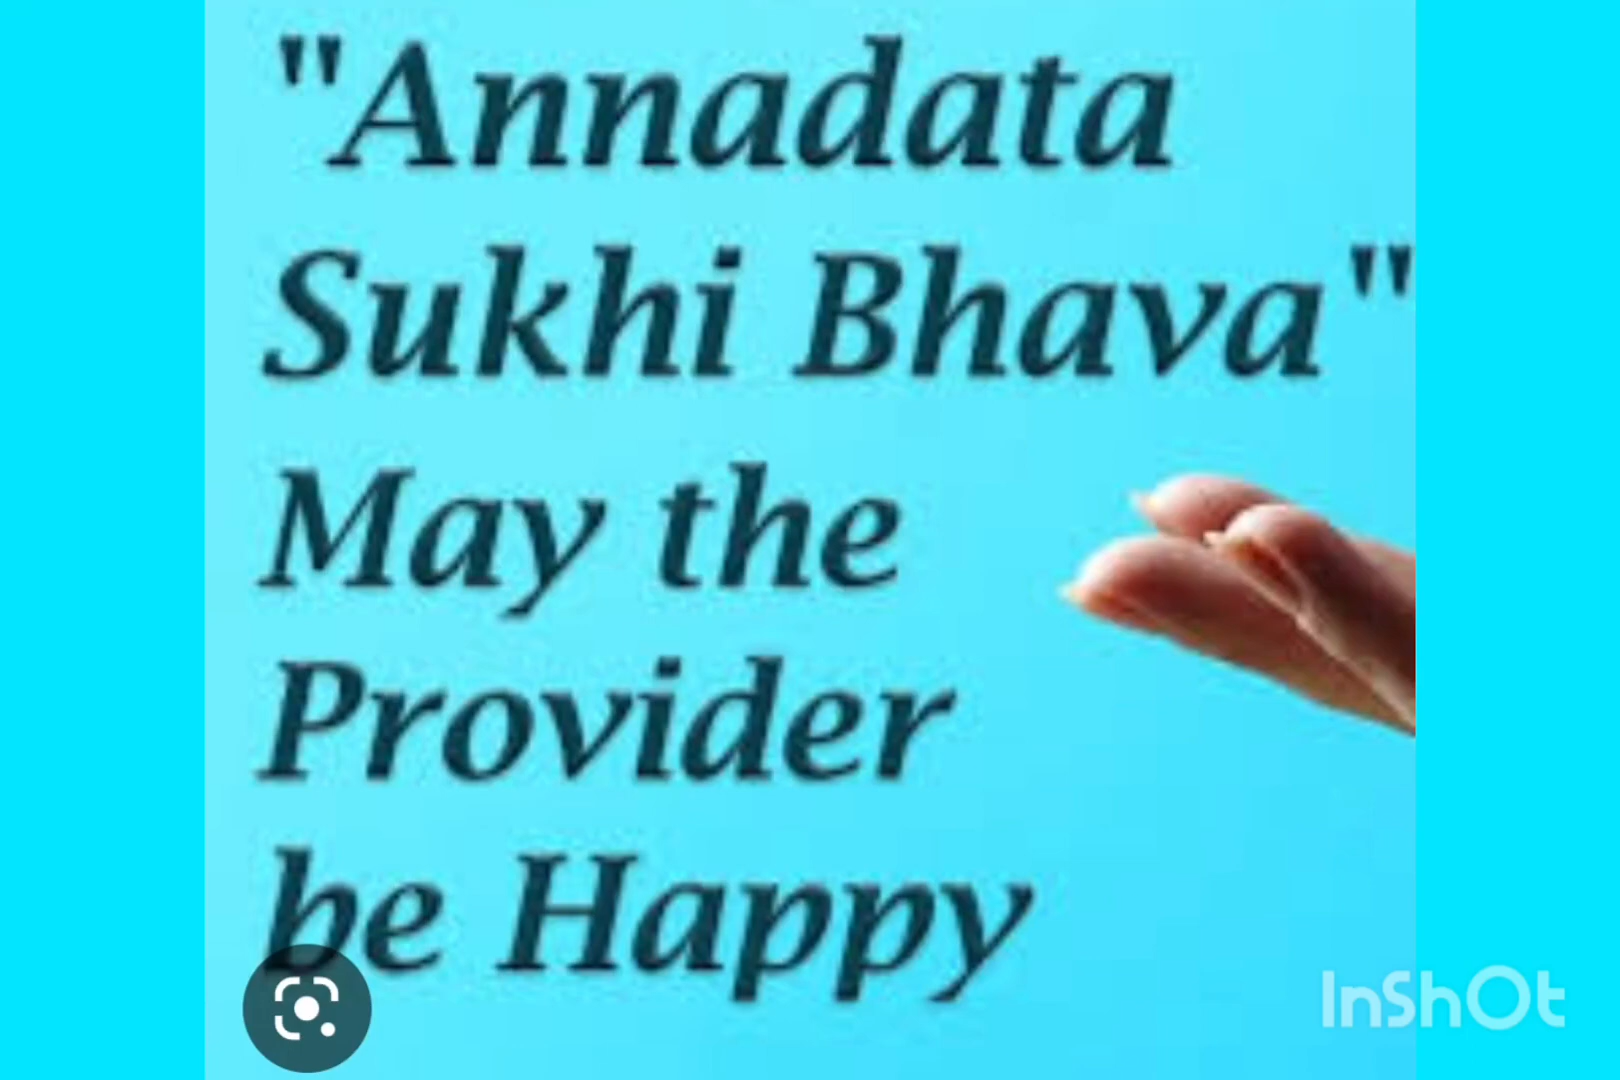 "Annadata
Sukhi Bhava"
May the
Provider
be Happy
InShOt